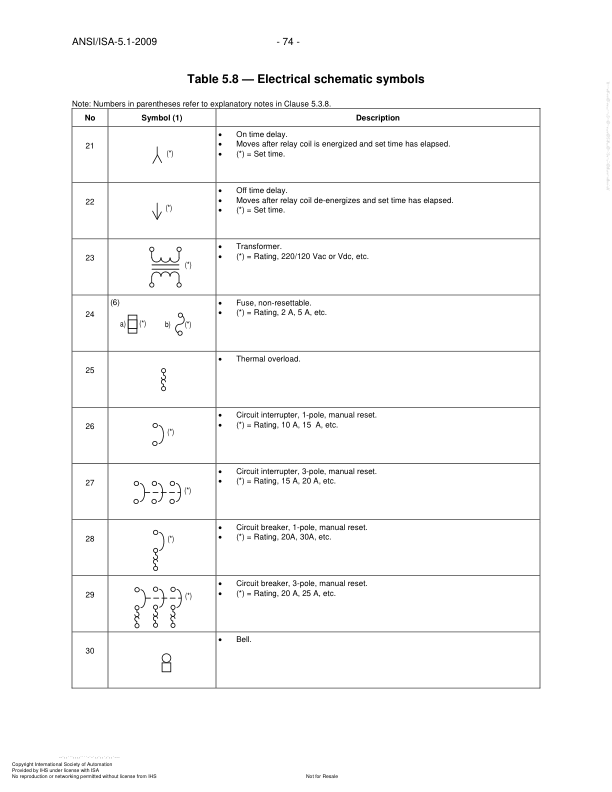 ANSI/ISA-5.1-2009 - 74 -
Table 5.8 — Electrical schematic symbols
Note: Numbers in parentheses refer to explanatory notes in Clause 5.3.8.
No Symbol (1) Description
21 (*)
• On time delay.
• Moves after relay coil is energized and set time has elapsed.
• (*) = Set time.
22 (*)
• Off time delay.
• Moves after relay coil de-energizes and set time has elapsed.
• (*) = Set time.
23 (*)
• Transformer.
• (*) = Rating, 220/120 Vac or Vdc, etc.
24 (6)
a) (*) b) (*)
• Fuse, non-resettable.
• (*) = Rating, 2 A, 5 A, etc.
25
• Thermal overload.
26 (*)
• Circuit interrupter, 1-pole, manual reset.
• (*) = Rating, 10 A, 15 A, etc.
27 (*)
• Circuit interrupter, 3-pole, manual reset.
• (*) = Rating, 15 A, 20 A, etc.
28 (*)
• Circuit breaker, 1-pole, manual reset.
• (*) = Rating, 20A, 30A, etc.
29 (*)
• Circuit breaker, 3-pole, manual reset.
• (*) = Rating, 20 A, 25 A, etc.
30
• Bell.
Copyright International Society of Automation
Provided by IHS under license with ISA
No reproduction or networking permitted without license from IHS Not for Resale